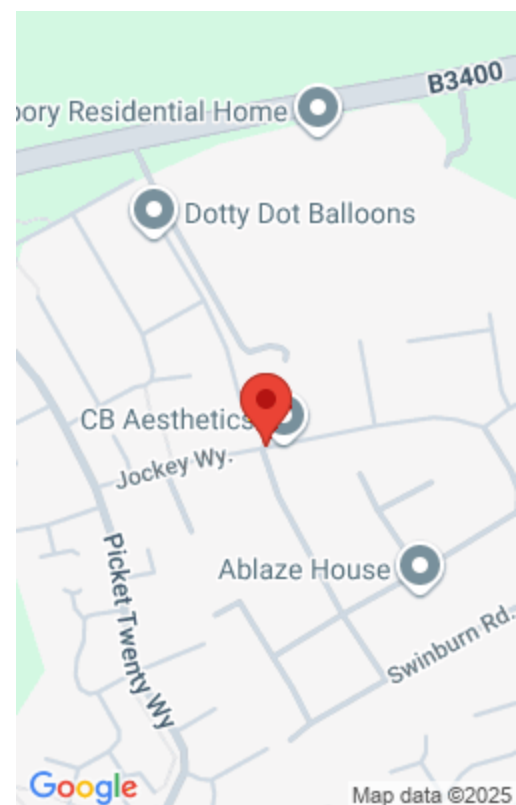 B3400
Residential Home
Dotty Dot Balloons
CB Aesthetics
Jockey Wy.
Ablaze House
Picket Twenty Wy
Swinburn Rd.
Google
Map data ©2025